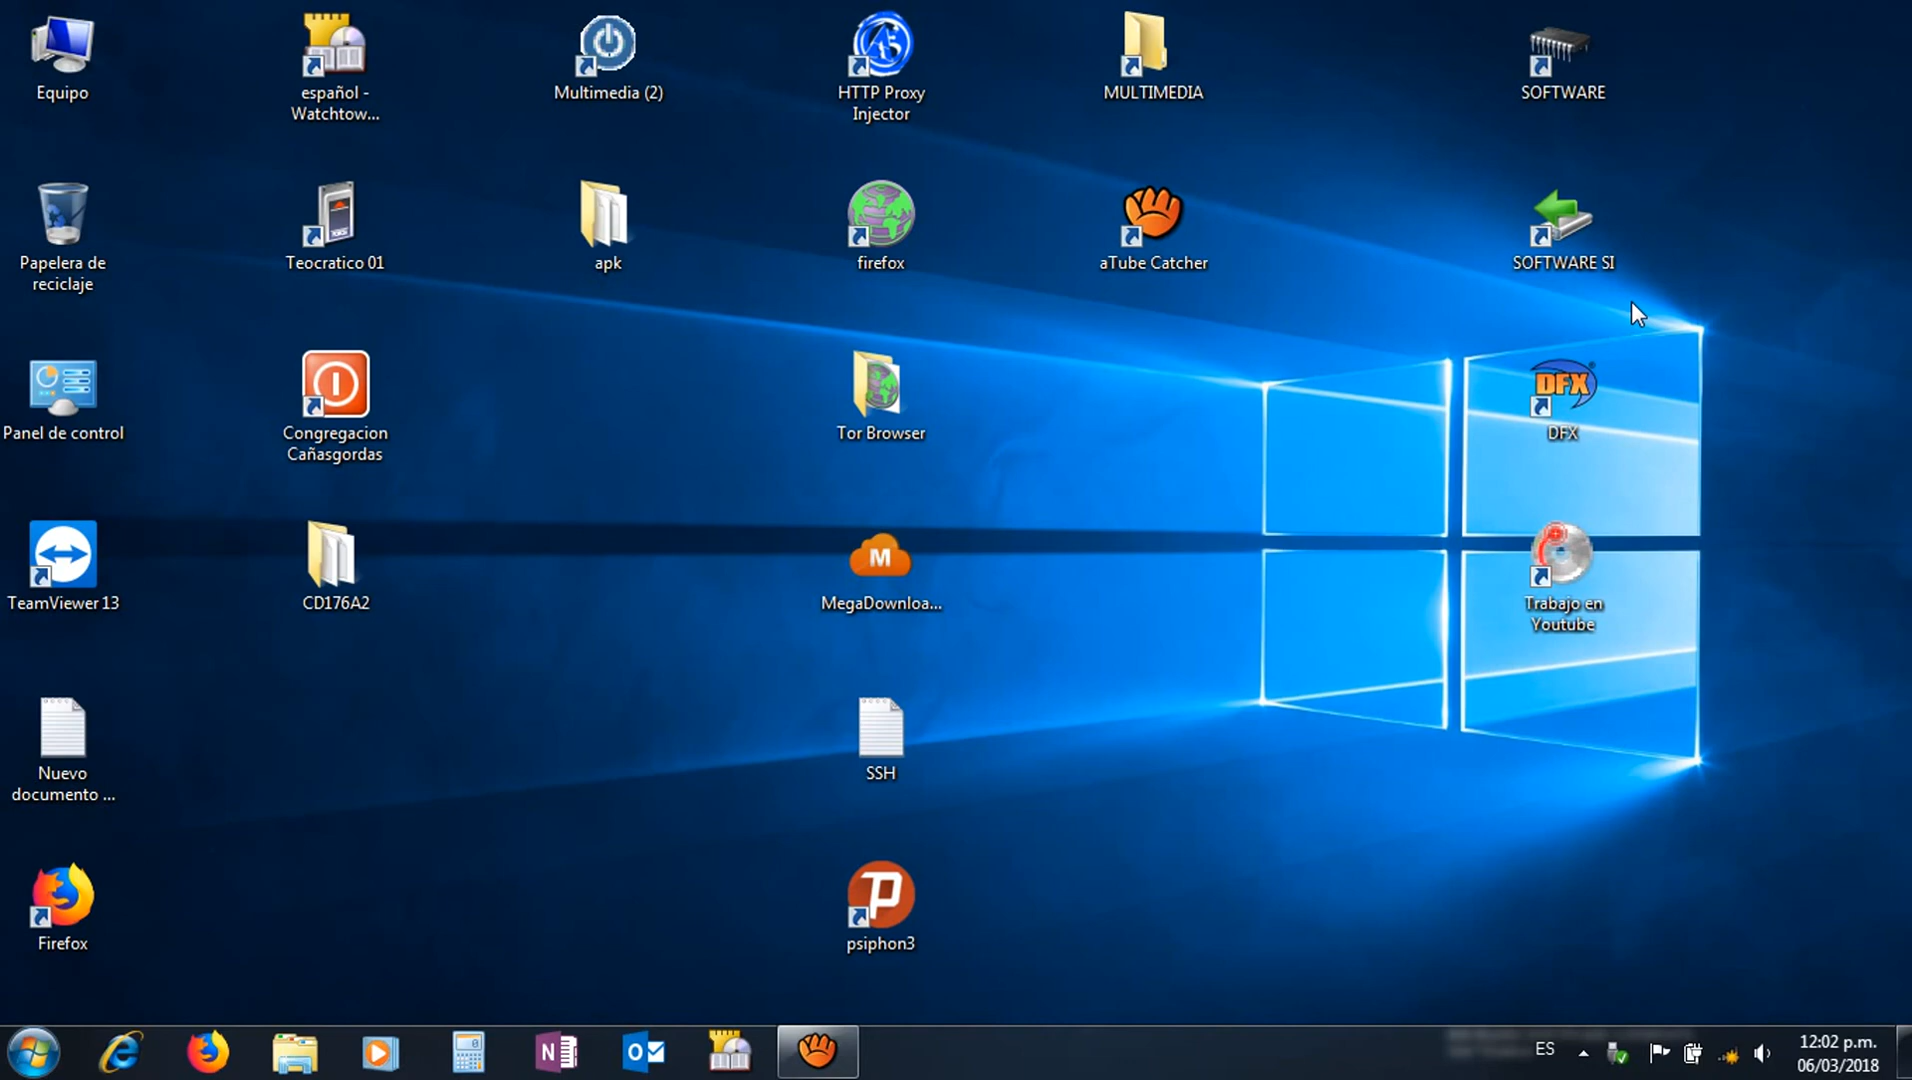 Equipo
español -
Watchtow...
Multimedia (2)
HTTP Proxy
Injector
MULTIMEDIA
SOFTWARE
Papelera de
reciclaje
Teocratico 01
apk
firefox
aTube Catcher
SOFTWARE SI
Panel de control
Congregacion
Cañasgordas
Tor Browser
DFX
DFX
TeamViewer 13
CD176A2
M
MegaDownloa...
Trabajo en
Youtube
Nuevo
documento ...
SSH
Firefox
P
psiphon3
N
O
ES
12:02 p.m.
06/03/2018